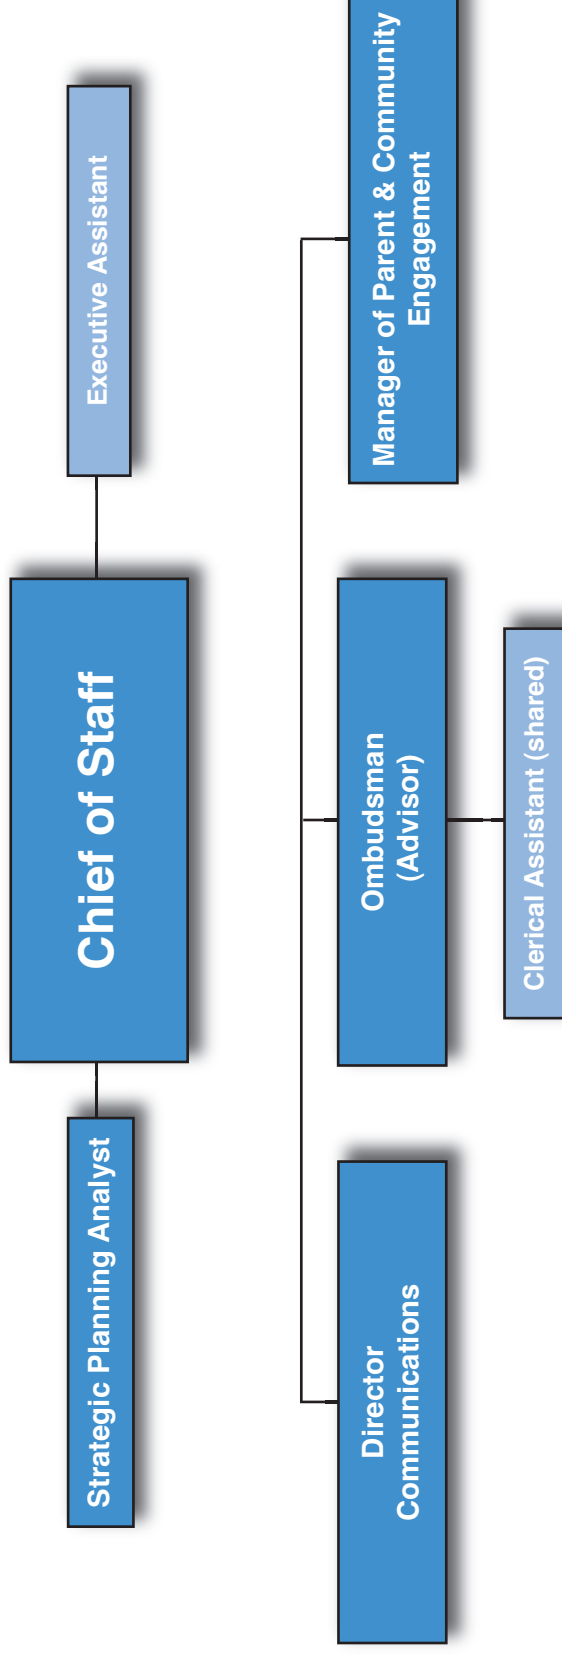 Strategic Planning Analyst
Chief of Staff
Executive Assistant
Director
Communications
Ombudsman
(Advisor)
Manager of Parent & Community
Engagement
Clerical Assistant (shared)